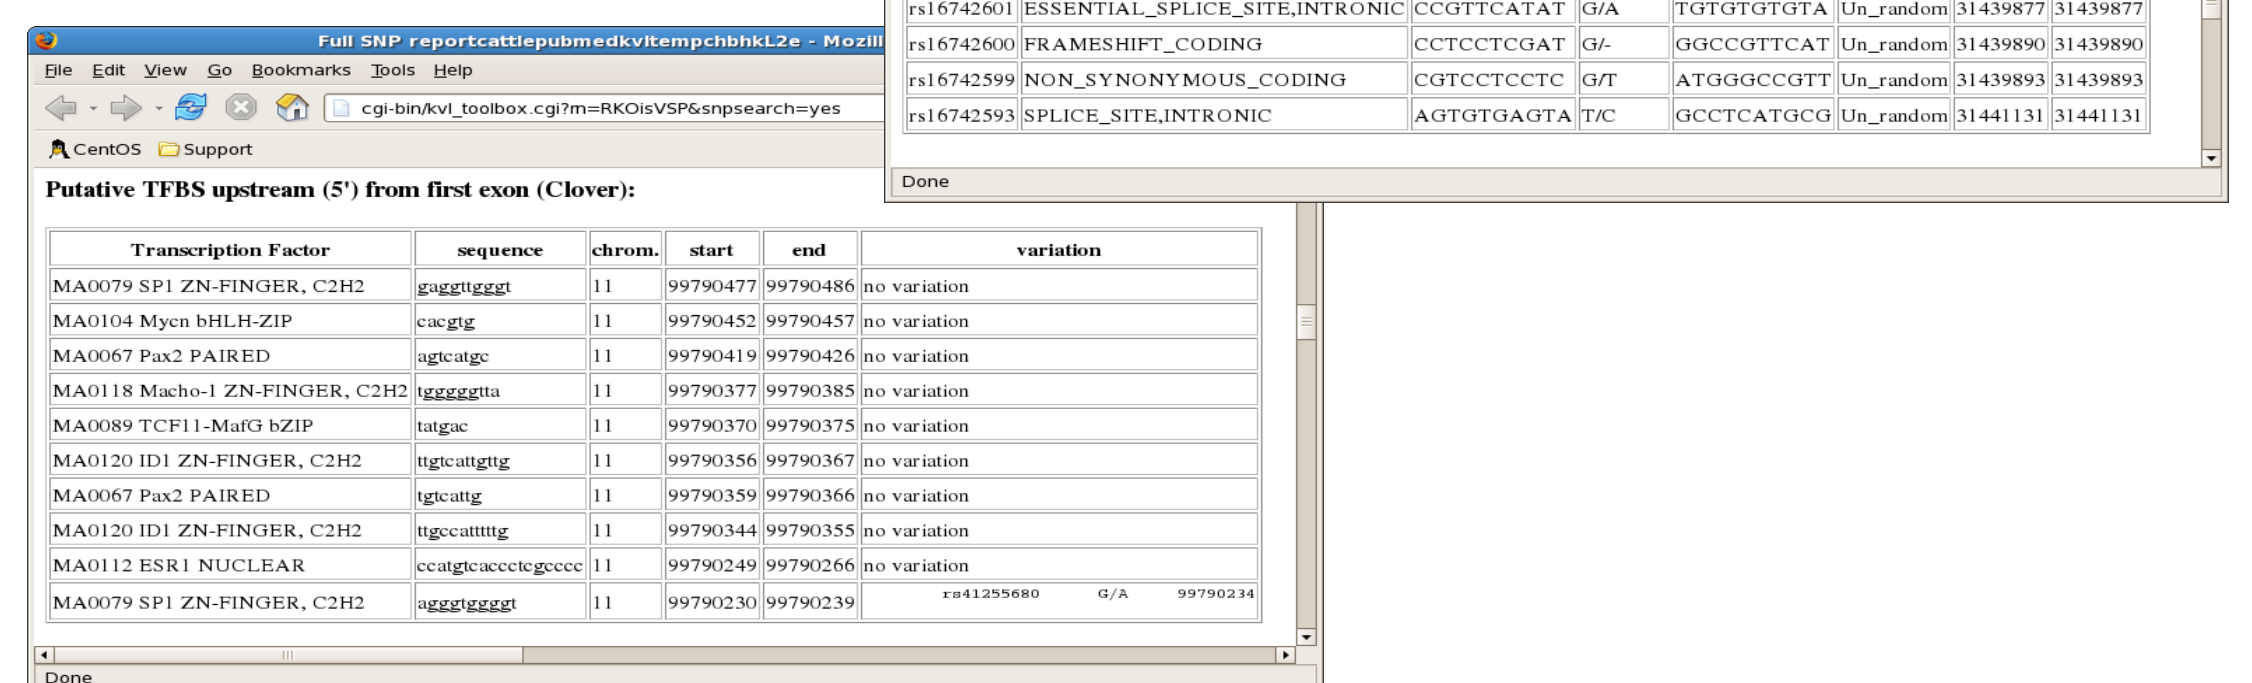 rs16742601 ESSENTIAL_SPLICE_SITE,INTRONIC CCGTTCATAT G/A TGTGTGTGTA Un_random 31439877 31439877
rs16742600 FRAMESHIFT_CODING CCTCCTCGAT G/- GGCCGTTCAT Un_random 31439890 31439890
rs16742599 NON_SYNONYMOUS_CODING CGTCCTCCTC G/T ATGGGCCGTT Un_random 31439893 31439893
rs16742593 SPLICE_SITE,INTRONIC AGTGTGAGTA T/C GCCTCATGCG Un_random 31441131 31441131
Done
Full SNP reportcattlepubmedkvltempchbhkL2e - Mozill
File Edit View Go Bookmarks Tools Help
cgi-bin/kvl_toolbox.cgi?rn=RKOisVSP&snpsearch=yes
CentOS Support
Putative TFBS upstream (5') from first exon (Clover):
Transcription Factor sequence chrom. start end variation
MA0079 SP1 ZN-FINGER, C2H2 gaggttgggt 11 99790477 99790486 no variation
MA0104 Mycn bHLH-ZIP cacgtg 11 99790452 99790457 no variation
MA0067 Pax2 PAIRED agtcatgc 11 99790419 99790426 no variation
MA0118 Macho-1 ZN-FINGER, C2H2 tgggggtta 11 99790377 99790385 no variation
MA0089 TCF11-MafG bZIP tatgac 11 99790370 99790375 no variation
MA0120 ID1 ZN-FINGER, C2H2 ttgtcattgttg 11 99790356 99790367 no variation
MA0067 Pax2 PAIRED tgtcattg 11 99790359 99790366 no variation
MA0120 ID1 ZN-FINGER, C2H2 ttgccatttttg 11 99790344 99790355 no variation
MA0112 ESR1 NUCLEAR ccatgtcaccctcgcccc 11 99790249 99790266 no variation
MA0079 SP1 ZN-FINGER, C2H2 agggtggggt 11 99790230 99790239 rs41255680 G/A 99790234
Done